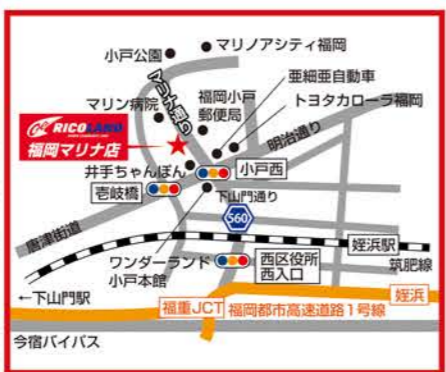 小戸公園
マリノアシティ福岡
マリナ通り
亜細亜自動車
マリン病院
福岡小戸
郵便局
トヨタカローラ福岡
RICOLAND
福岡マリナ店
明治通り
井手ちゃんぽん
小戸西
壱岐橋
下山門通り
560
唐津街道
姪浜駅
ワンダーランド
小戸本館
西区役所
西入口
筑肥線
←下山門駅
姪浜
福重JCT
福岡都市高速道路1号線
今宿バイパス